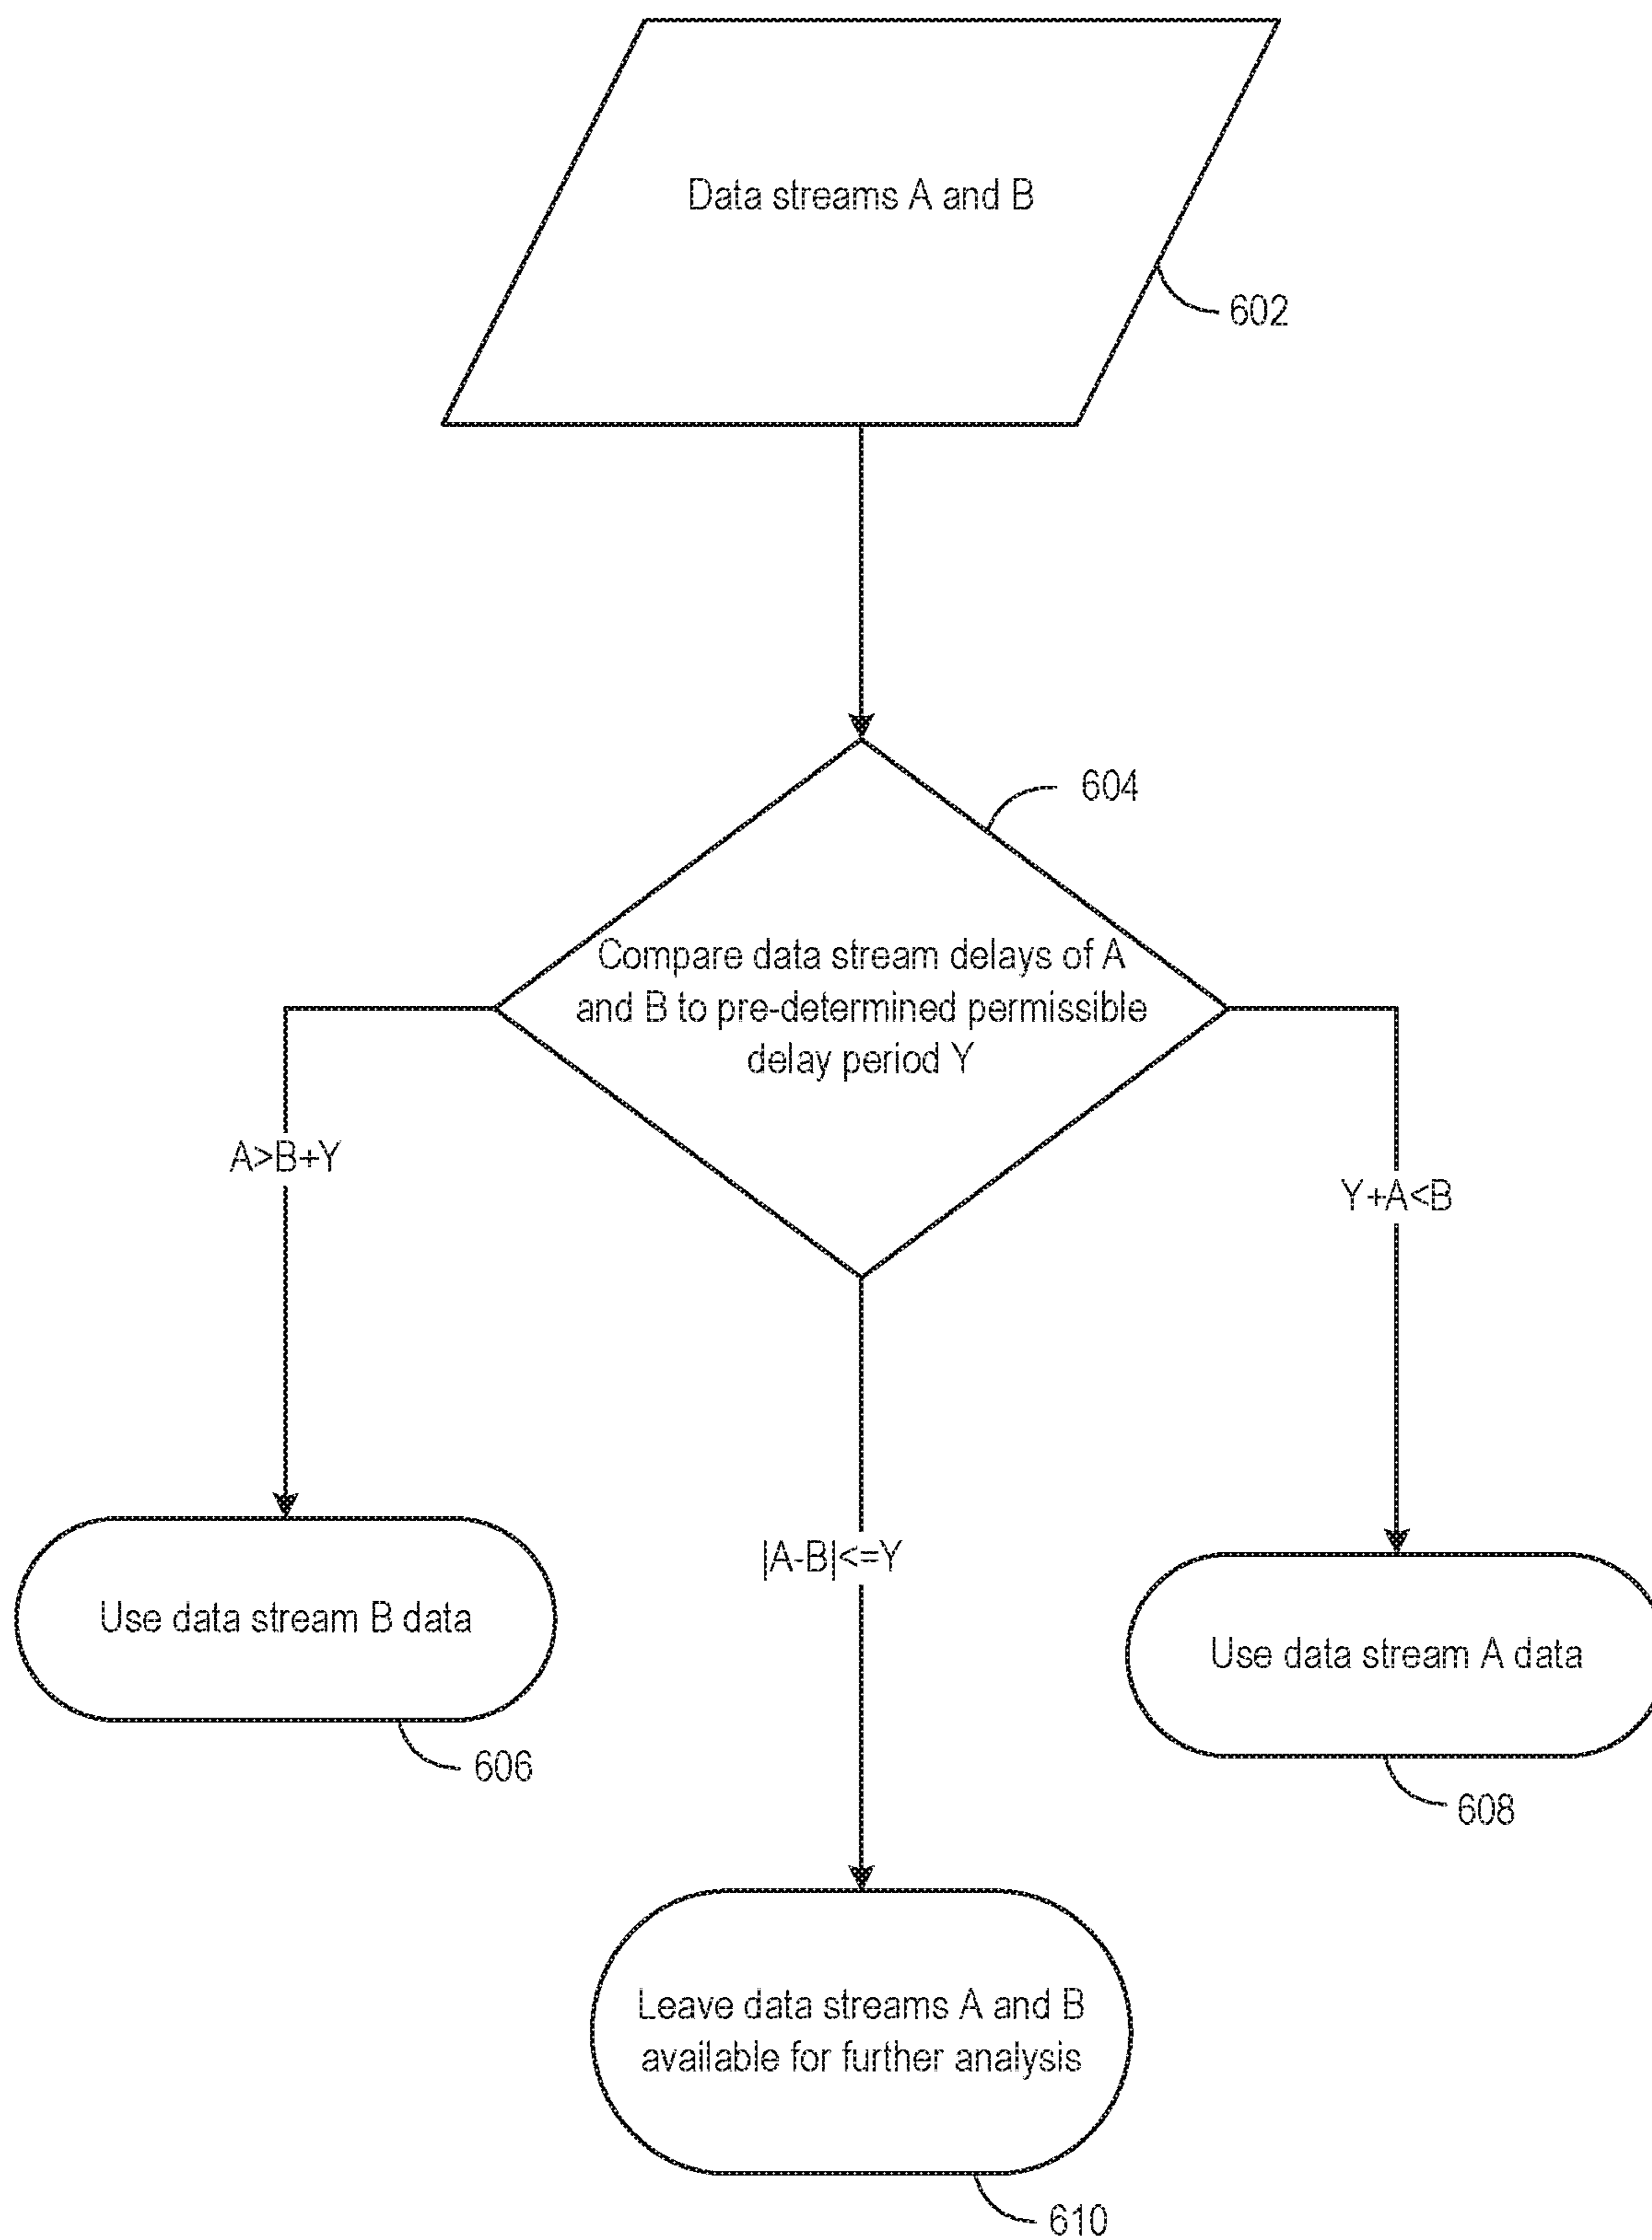 Data streams A and B
602
604
Compare data stream delays of A
and B to pre-determined permissible
delay period Y
A>B+Y
Y+A<B
|A-B|<=Y
Use data stream B data
Use data stream A data
606
608
Leave data streams A and B
available for further analysis
610